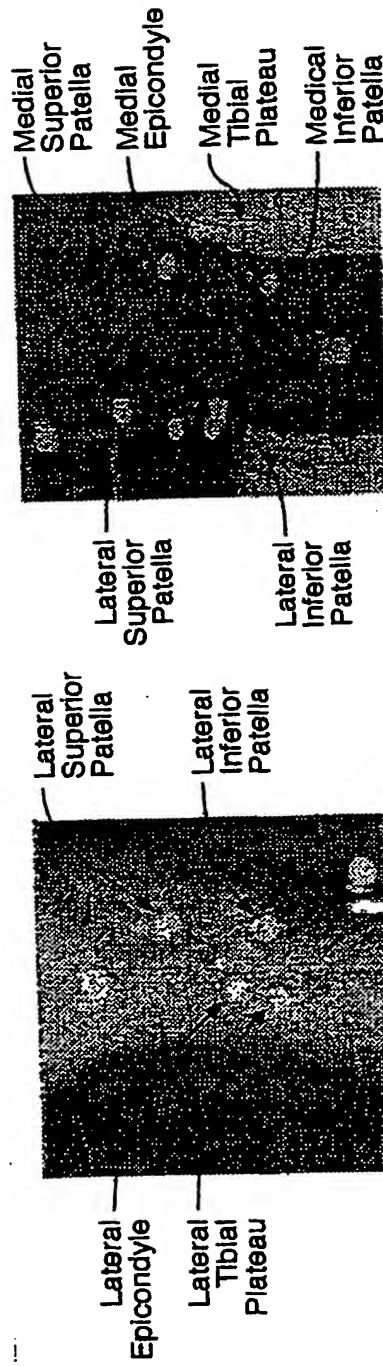 Lateral
Epicondyle
Lateral
Tibial
Plateau
Lateral
Superior
Patella
Lateral
Inferior
Patella
Lateral
Superior
Patella
Lateral
Inferior
Patella
Medial
Superior
Patella
Medial
Epicondyle
Medial
Tibial
Plateau
Medical
Inferior
Patella